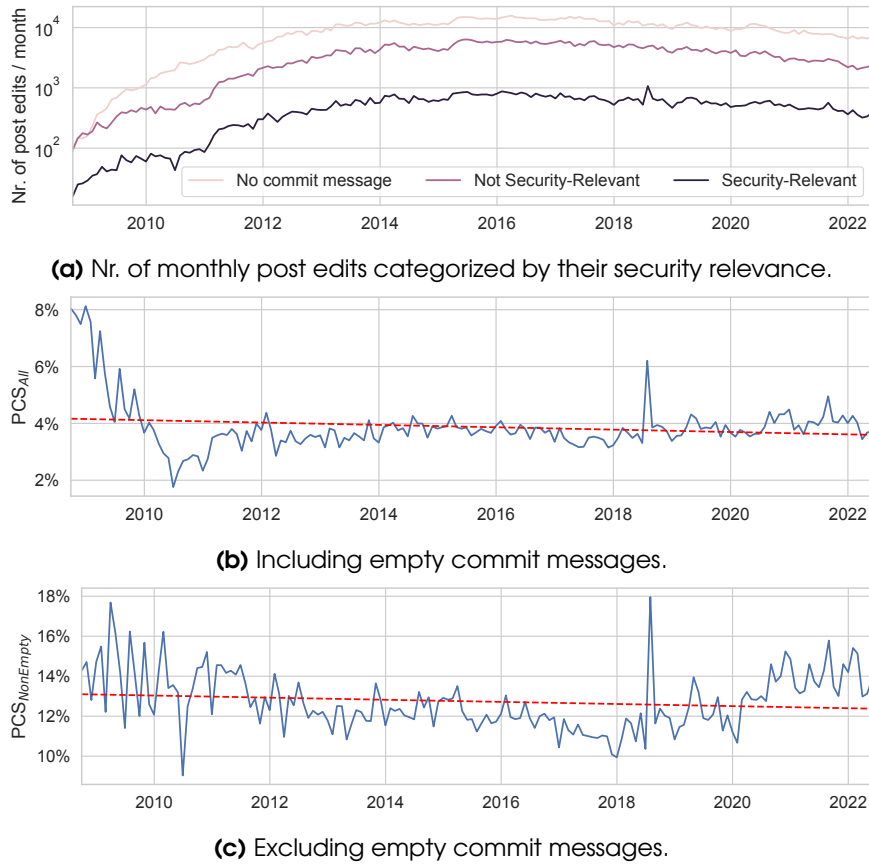 Nr. of post edits / month
10^4
10^3
10^2
No commit message
Not Security-Relevant
Security-Relevant
2010 2012 2014 2016 2018 2020 2022
(a) Nr. of monthly post edits categorized by their security relevance.
PCS_All
8%
6%
4%
2%
2010 2012 2014 2016 2018 2020 2022
(b) Including empty commit messages.
PCS_NonEmpty
18%
16%
14%
12%
10%
2010 2012 2014 2016 2018 2020 2022
(c) Excluding empty commit messages.